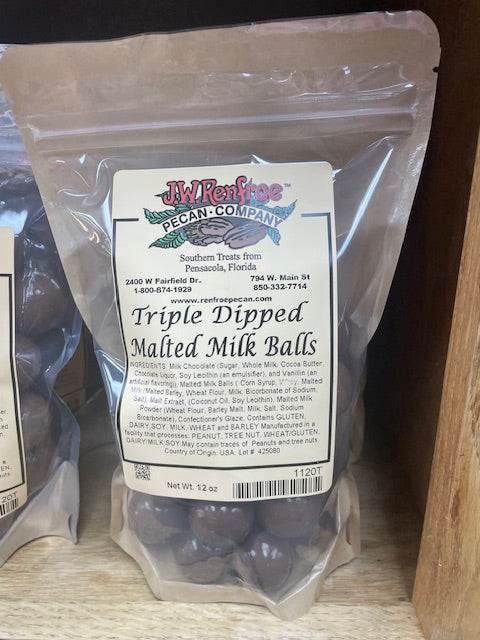 J.W. Renfroe™
PECAN·COMPANY
Southern Treats from
Pensacola, Florida
2400 W Fairfield Dr. 794 W. Main St
1-800-874-1929 850-332-7714
www.renfroepecan.com
Triple Dipped
Malted Milk Balls
INGREDIENTS: Milk Chocolate (Sugar, Whole Milk, Cocoa Butter,
Chocolate Liquor, Soy Lecithin (an emulsifier), and Vanillin (an
artificial flavoring)), Malted Milk Balls ( Corn Syrup, Whey, Malted
Milk (Malted Barley, Wheat Flour, Milk, Bicarbonate of Sodium,
Salt), Malt Extract, (Coconut Oil, Soy Lecithin), Malted Milk
Powder (Wheat Flour, Barley Malt, Milk, Salt, Sodium
Bicarbonate), Confectioner's Glaze. Contains GLUTEN,
DAIRY,SOY, MILK, WHEAT and BARLEY Manufactured in a
facility that processes: PEANUT, TREE NUT, WHEAT/GLUTEN,
DAIRY/MILK,SOY May contain traces of Peanuts and tree nuts.
Country of Origin: USA, Lot # 425080
1120T
Net Wt. 12 oz
20T